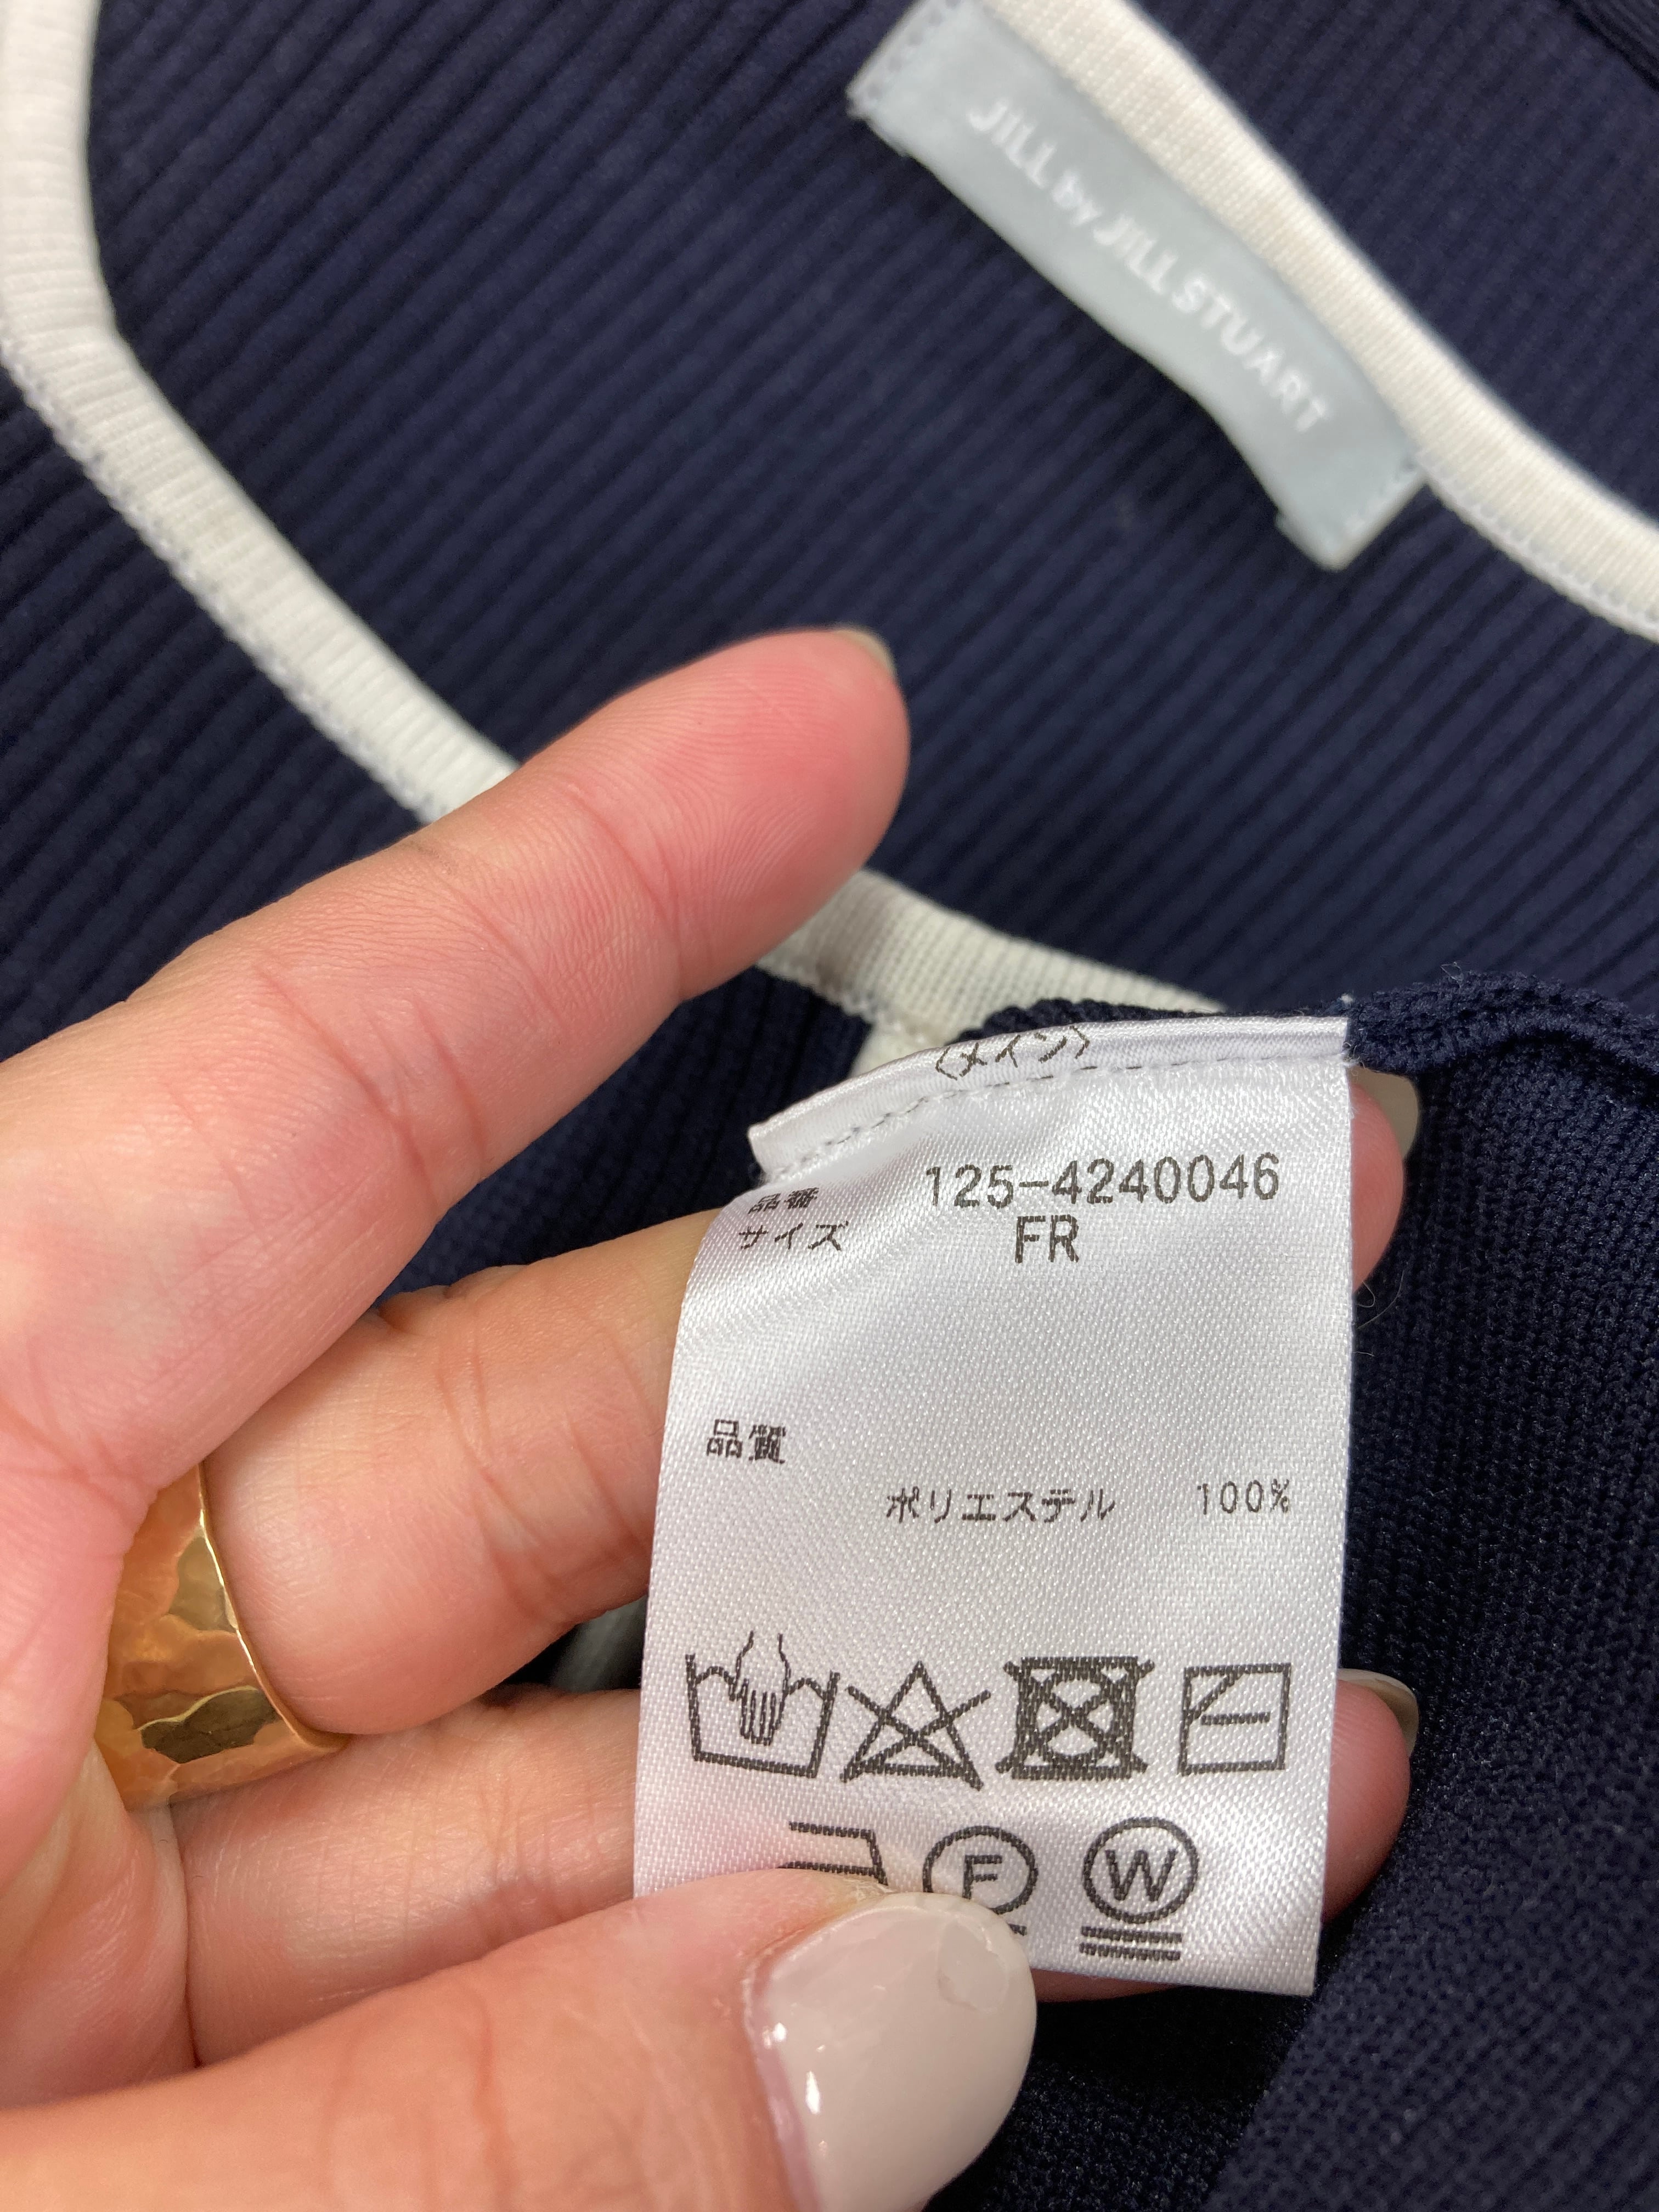 JILL by JILL STUART
〈メイン〉
品番 125-4240046
サイズ FR
品質
ポリエステル 100%
F
W